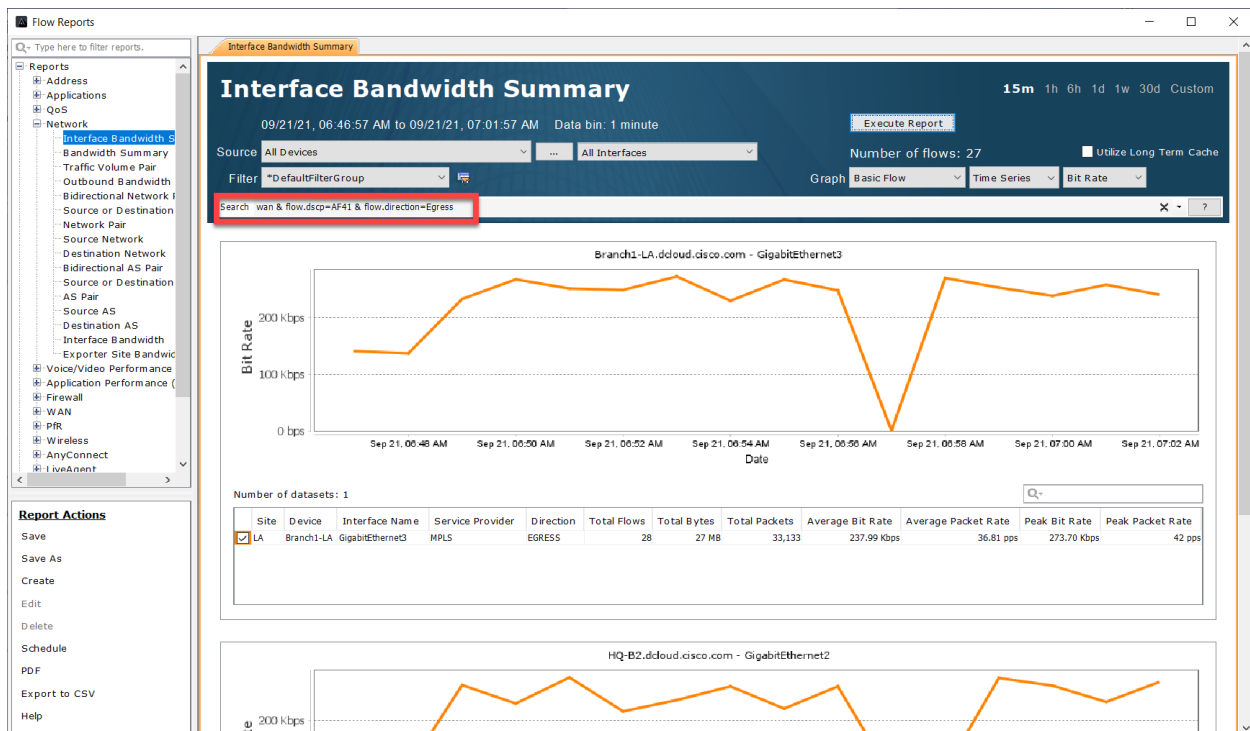 Flow Reports
Type here to filter reports.
Reports
Address
Applications
QoS
Network
Interface Bandwidth S
Bandwidth Summary
Traffic Volume Pair
Outbound Bandwidth
Bidirectional Network
Source or Destination
Network Pair
Source Network
Destination Network
Bidirectional AS Pair
Source or Destination
AS Pair
Source AS
Destination AS
Interface Bandwidth
Exporter Site Bandwid
Voice/Video Performance
Application Performance (
Firewall
WAN
PfR
Wireless
AnyConnect
LiveAgent
Report Actions
Save
Save As
Create
Edit
Delete
Schedule
PDF
Export to CSV
Help
Interface Bandwidth Summary
Interface Bandwidth Summary
15m 1h 6h 1d 1w 30d Custom
09/21/21, 06:46:57 AM to 09/21/21, 07:01:57 AM Data bin: 1 minute
Execute Report
Source All Devices ... All Interfaces Number of flows: 27 Utilize Long Term Cache
Filter *DefaultFilterGroup Graph Basic Flow Time Series Bit Rate
Search wan & flow.dscp=AF41 & flow.direction=Egress ?
Branch1-LA.dcloud.cisco.com - GigabitEthernet3
Bit Rate
200 Kbps
100 Kbps
0 bps
Sep 21, 06:48 AM Sep 21, 06:50 AM Sep 21, 06:52 AM Sep 21, 06:54 AM Sep 21, 06:56 AM Sep 21, 06:58 AM Sep 21, 07:00 AM Sep 21, 07:02 AM
Date
Number of datasets: 1
Site Device Interface Name Service Provider Direction Total Flows Total Bytes Total Packets Average Bit Rate Average Packet Rate Peak Bit Rate Peak Packet Rate
LA Branch1-LA GigabitEthernet3 MPLS EGRESS 28 27 MB 33,133 237.99 Kbps 36.81 pps 273.70 Kbps 42 pps
HQ-B2.dcloud.cisco.com - GigabitEthernet2
200 Kbps